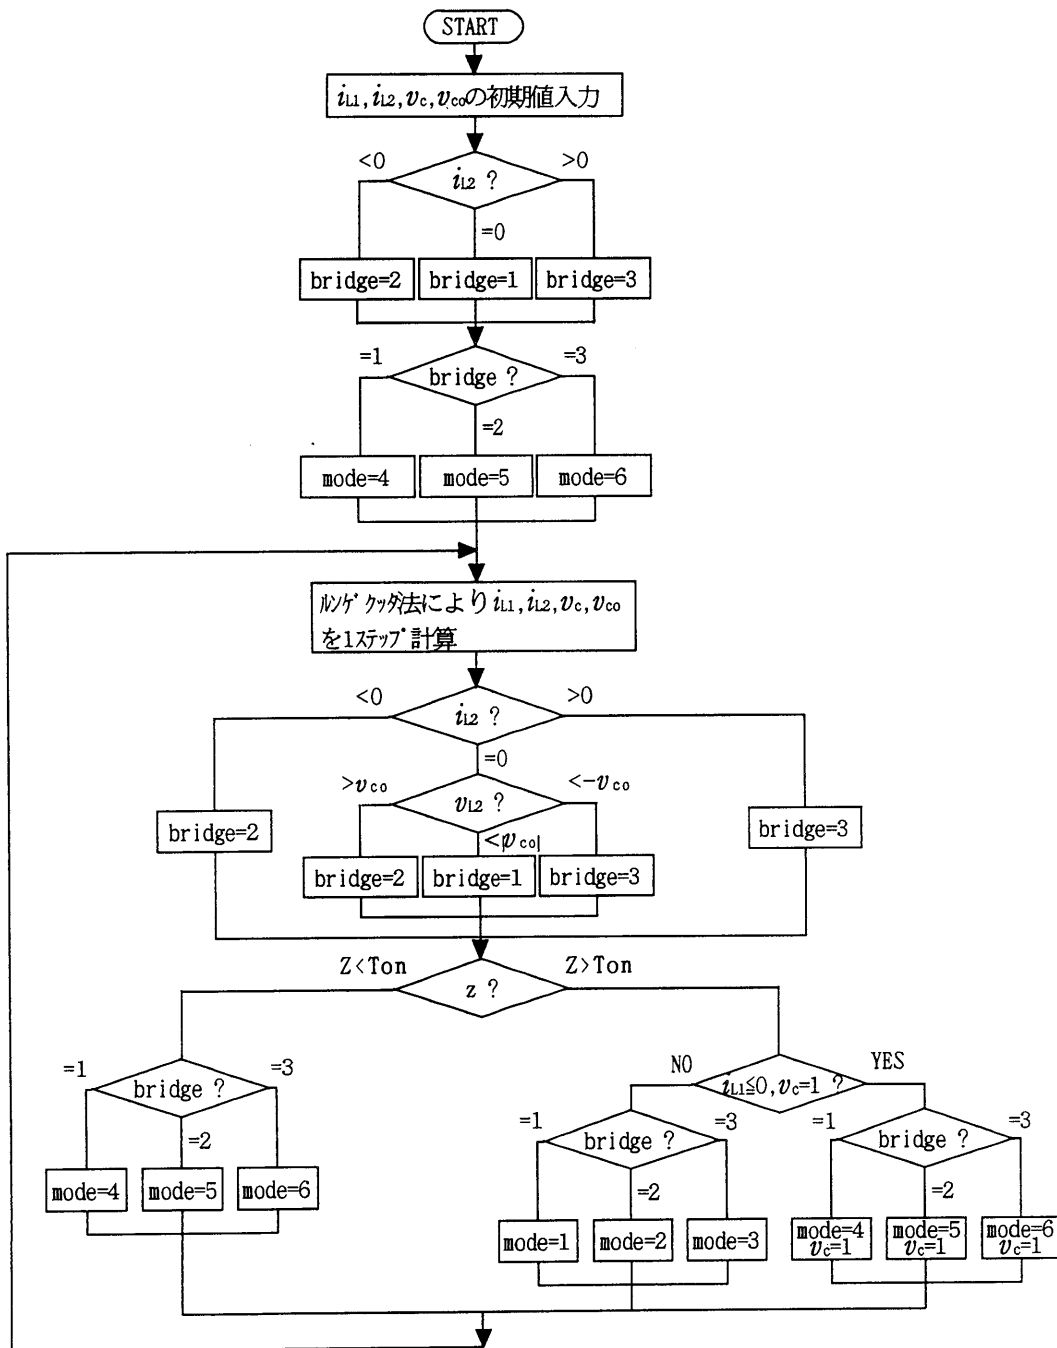 START
iL1, iL2, vc, vcoの初期値入力
<0
>0
iL2 ?
=0
bridge=2
bridge=1
bridge=3
=1
=3
bridge ?
=2
mode=4
mode=5
mode=6
ルンゲクッタ法により iL1, iL2, vc, vco
を1ステップ計算
<0
>0
iL2 ?
=0
>vco
<-vco
vL2 ?
<|vco|
bridge=2
bridge=3
bridge=2
bridge=1
bridge=3
Z<Ton
Z>Ton
z ?
NO
YES
iL1≦0, vc=1 ?
=1
=3
bridge ?
=2
mode=4
mode=5
mode=6
=1
=3
bridge ?
=2
mode=1
mode=2
mode=3
=1
=3
bridge ?
=2
mode=4
vc=1
mode=5
vc=1
mode=6
vc=1